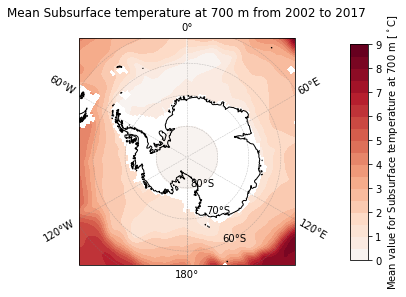 Mean Subsurface temperature at 700 m from 2002 to 2017
0°
60°W
60°E
80°S
70°S
60°S
120°W
120°E
180°
9
8
7
6
5
4
3
2
1
0
Mean value for Subsurface temperature at 700 m [°C]